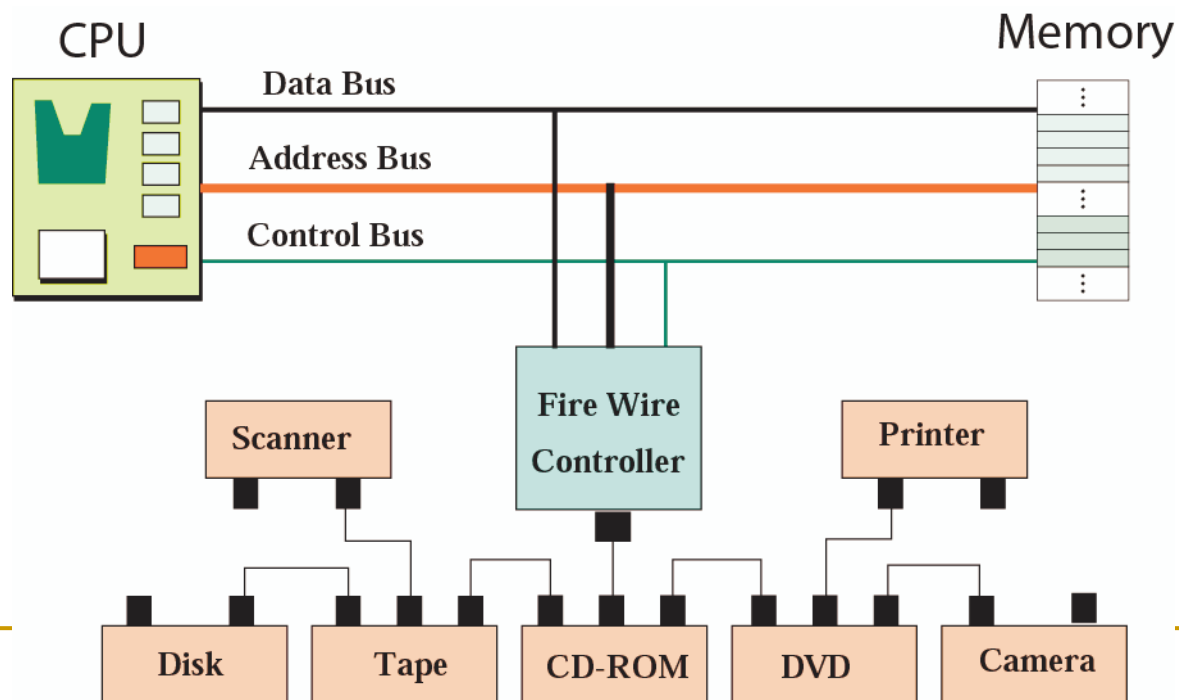 CPU
Memory
Data Bus
Address Bus
Control Bus
Fire Wire
Controller
Scanner
Printer
Disk
Tape
CD-ROM
DVD
Camera